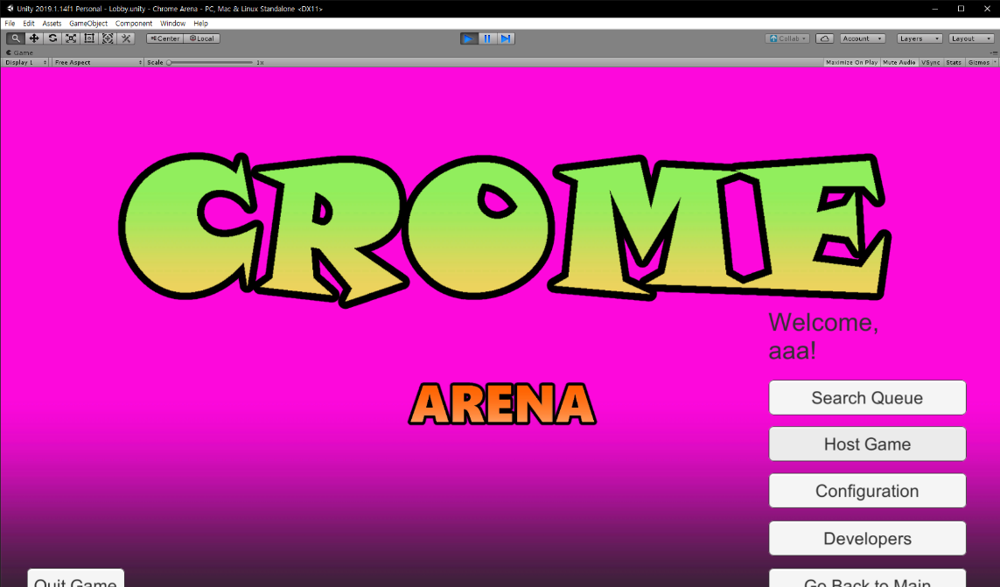 Unity 2019.1.14f1 Personal - Lobby.unity - Chrome Arena - PC, Mac & Linux Standalone <DX11>
File Edit Assets GameObject Component Window Help
Center Local Collab Account Layers Layout
Game
Display 1 Free Aspect Scale 1x Maximize On Play Mute Audio VSync Stats Gizmos
CROME
ARENA
Welcome,
aaa!
Search Queue
Host Game
Configuration
Developers
Quit Game
Go Back to Main